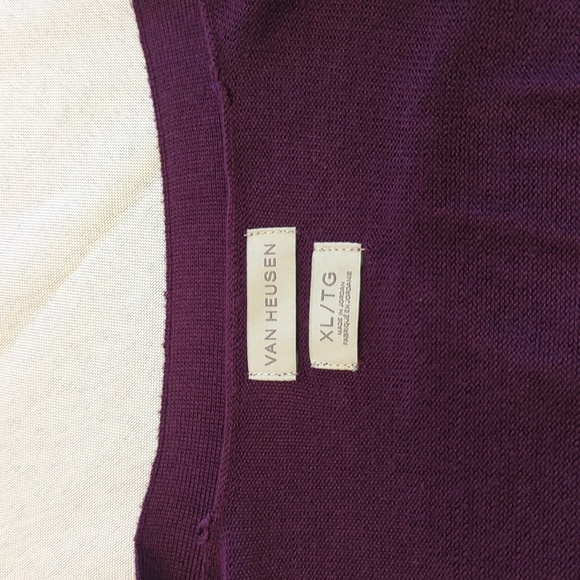 VAN HEUSEN
XL/TG
MADE IN JORDAN
FABRIQUÉ EN JORDANIE